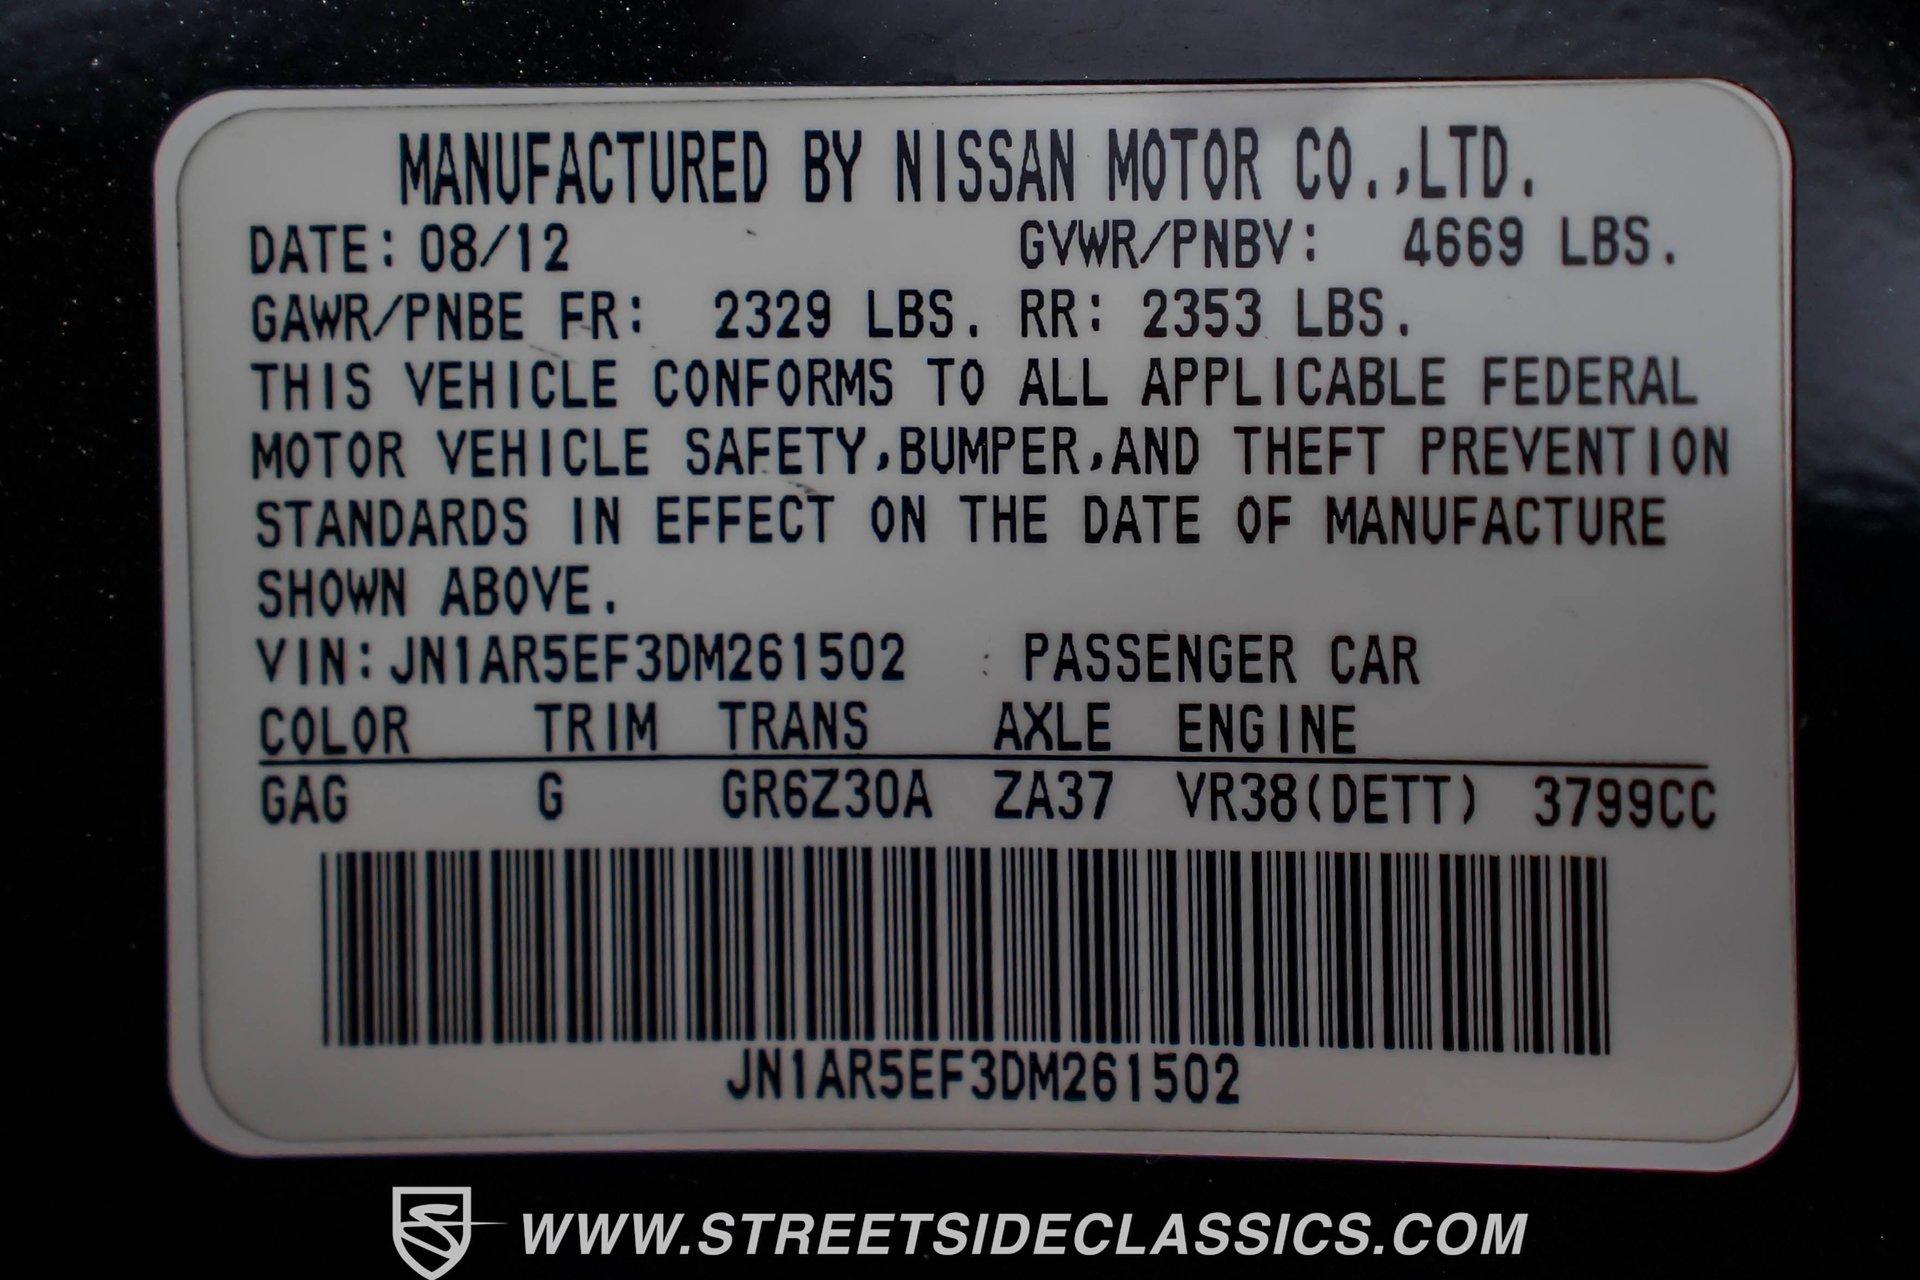 MANUFACTURED BY NISSAN MOTOR CO.,LTD.
DATE: 08/12 GVWR/PNBV: 4669 LBS.
GAWR/PNBE FR: 2329 LBS. RR: 2353 LBS.
THIS VEHICLE CONFORMS TO ALL APPLICABLE FEDERAL
MOTOR VEHICLE SAFETY,BUMPER,AND THEFT PREVENTION
STANDARDS IN EFFECT ON THE DATE OF MANUFACTURE
SHOWN ABOVE.
VIN:JN1AR5EF3DM261502 PASSENGER CAR
COLOR TRIM TRANS AXLE ENGINE
GAG G GR6Z30A ZA37 VR38(DETT) 3799CC
JN1AR5EF3DM261502
WWW.STREETSIDECLASSICS.COM